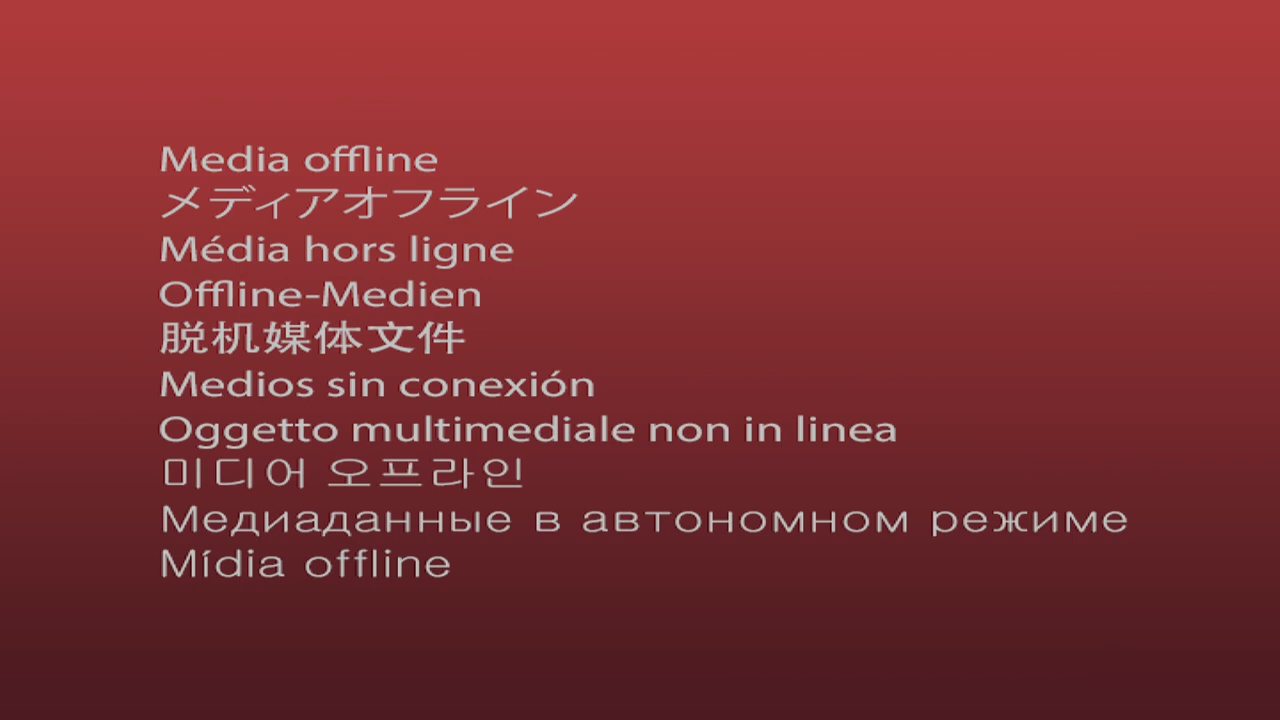 Media offline
メディアオフライン
Média hors ligne
Offline-Medien
脱机媒体文件
Medios sin conexión
Oggetto multimediale non in linea
미디어 오프라인
Медиаданные в автономном режиме
Mídia offline